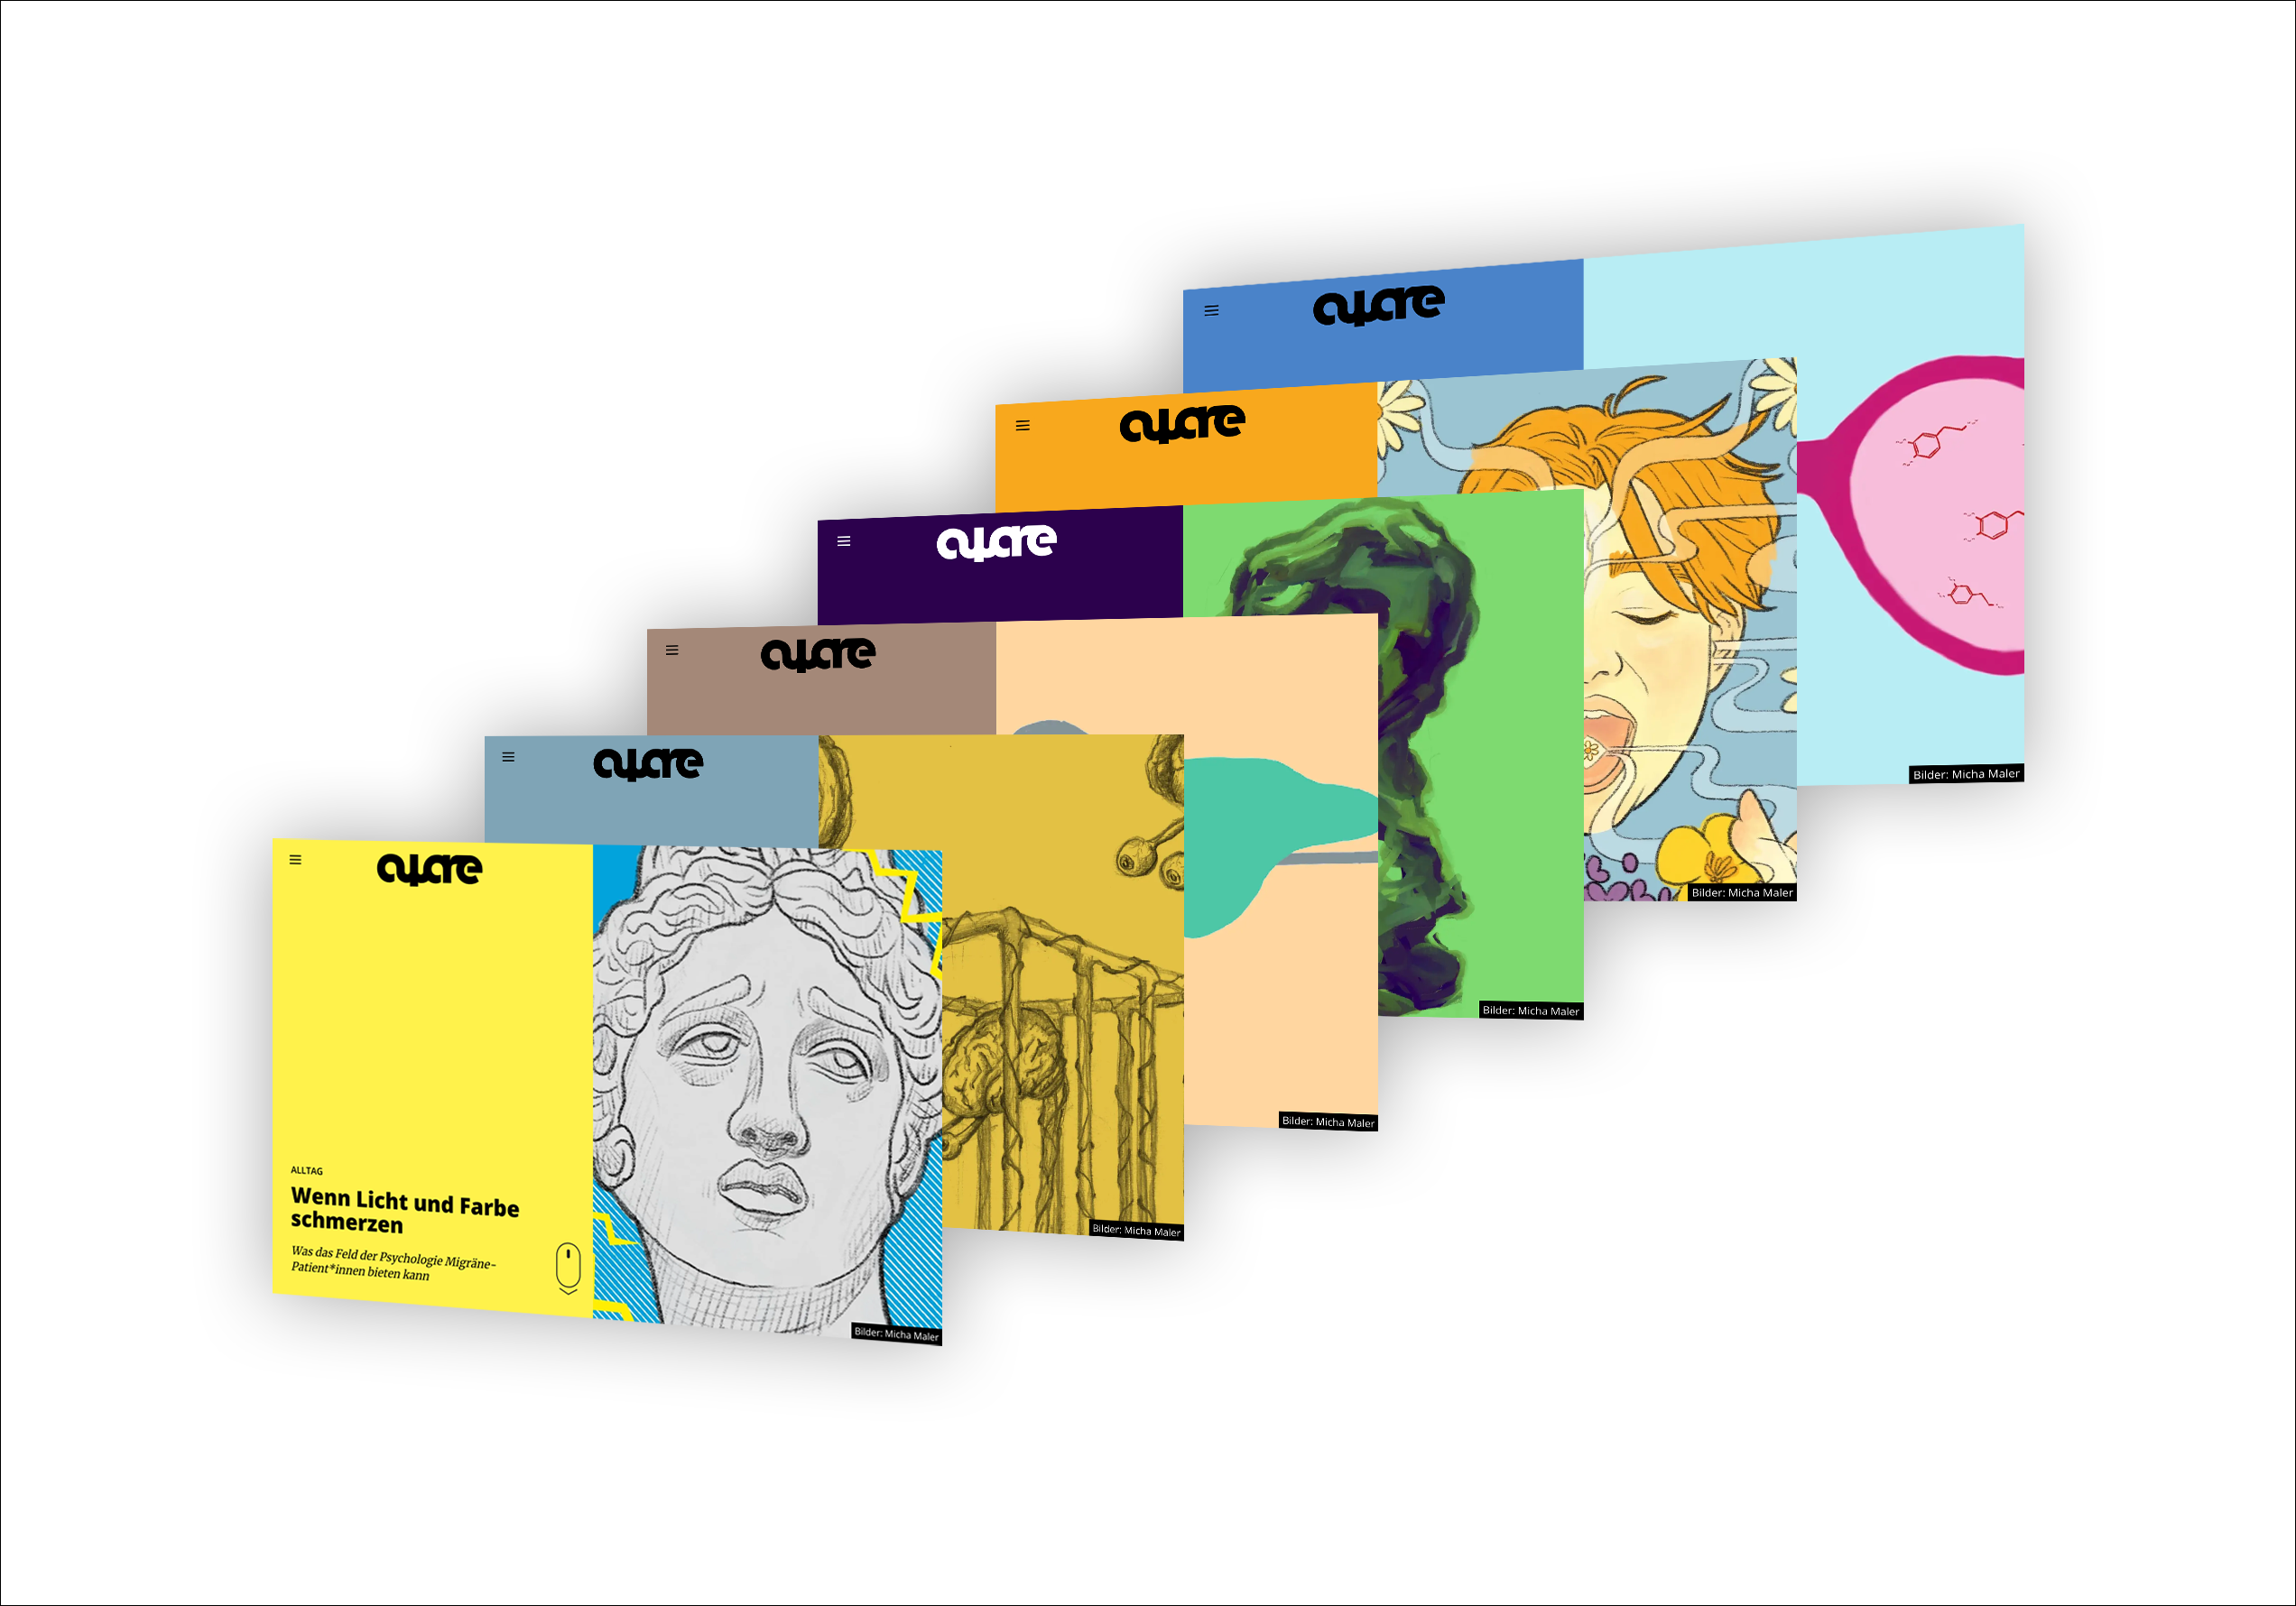 aware
ALLTAG
Wenn Licht und Farbe
schmerzen
Was das Feld der Psychologie Migräne-
Patient*innen bieten kann
Bilder: Micha Maler
aware
Bilder: Micha Maler
aware
Bilder: Micha Maler
aware
Bilder: Micha Maler
aware
Bilder: Micha Maler
aware
Bilder: Micha Maler